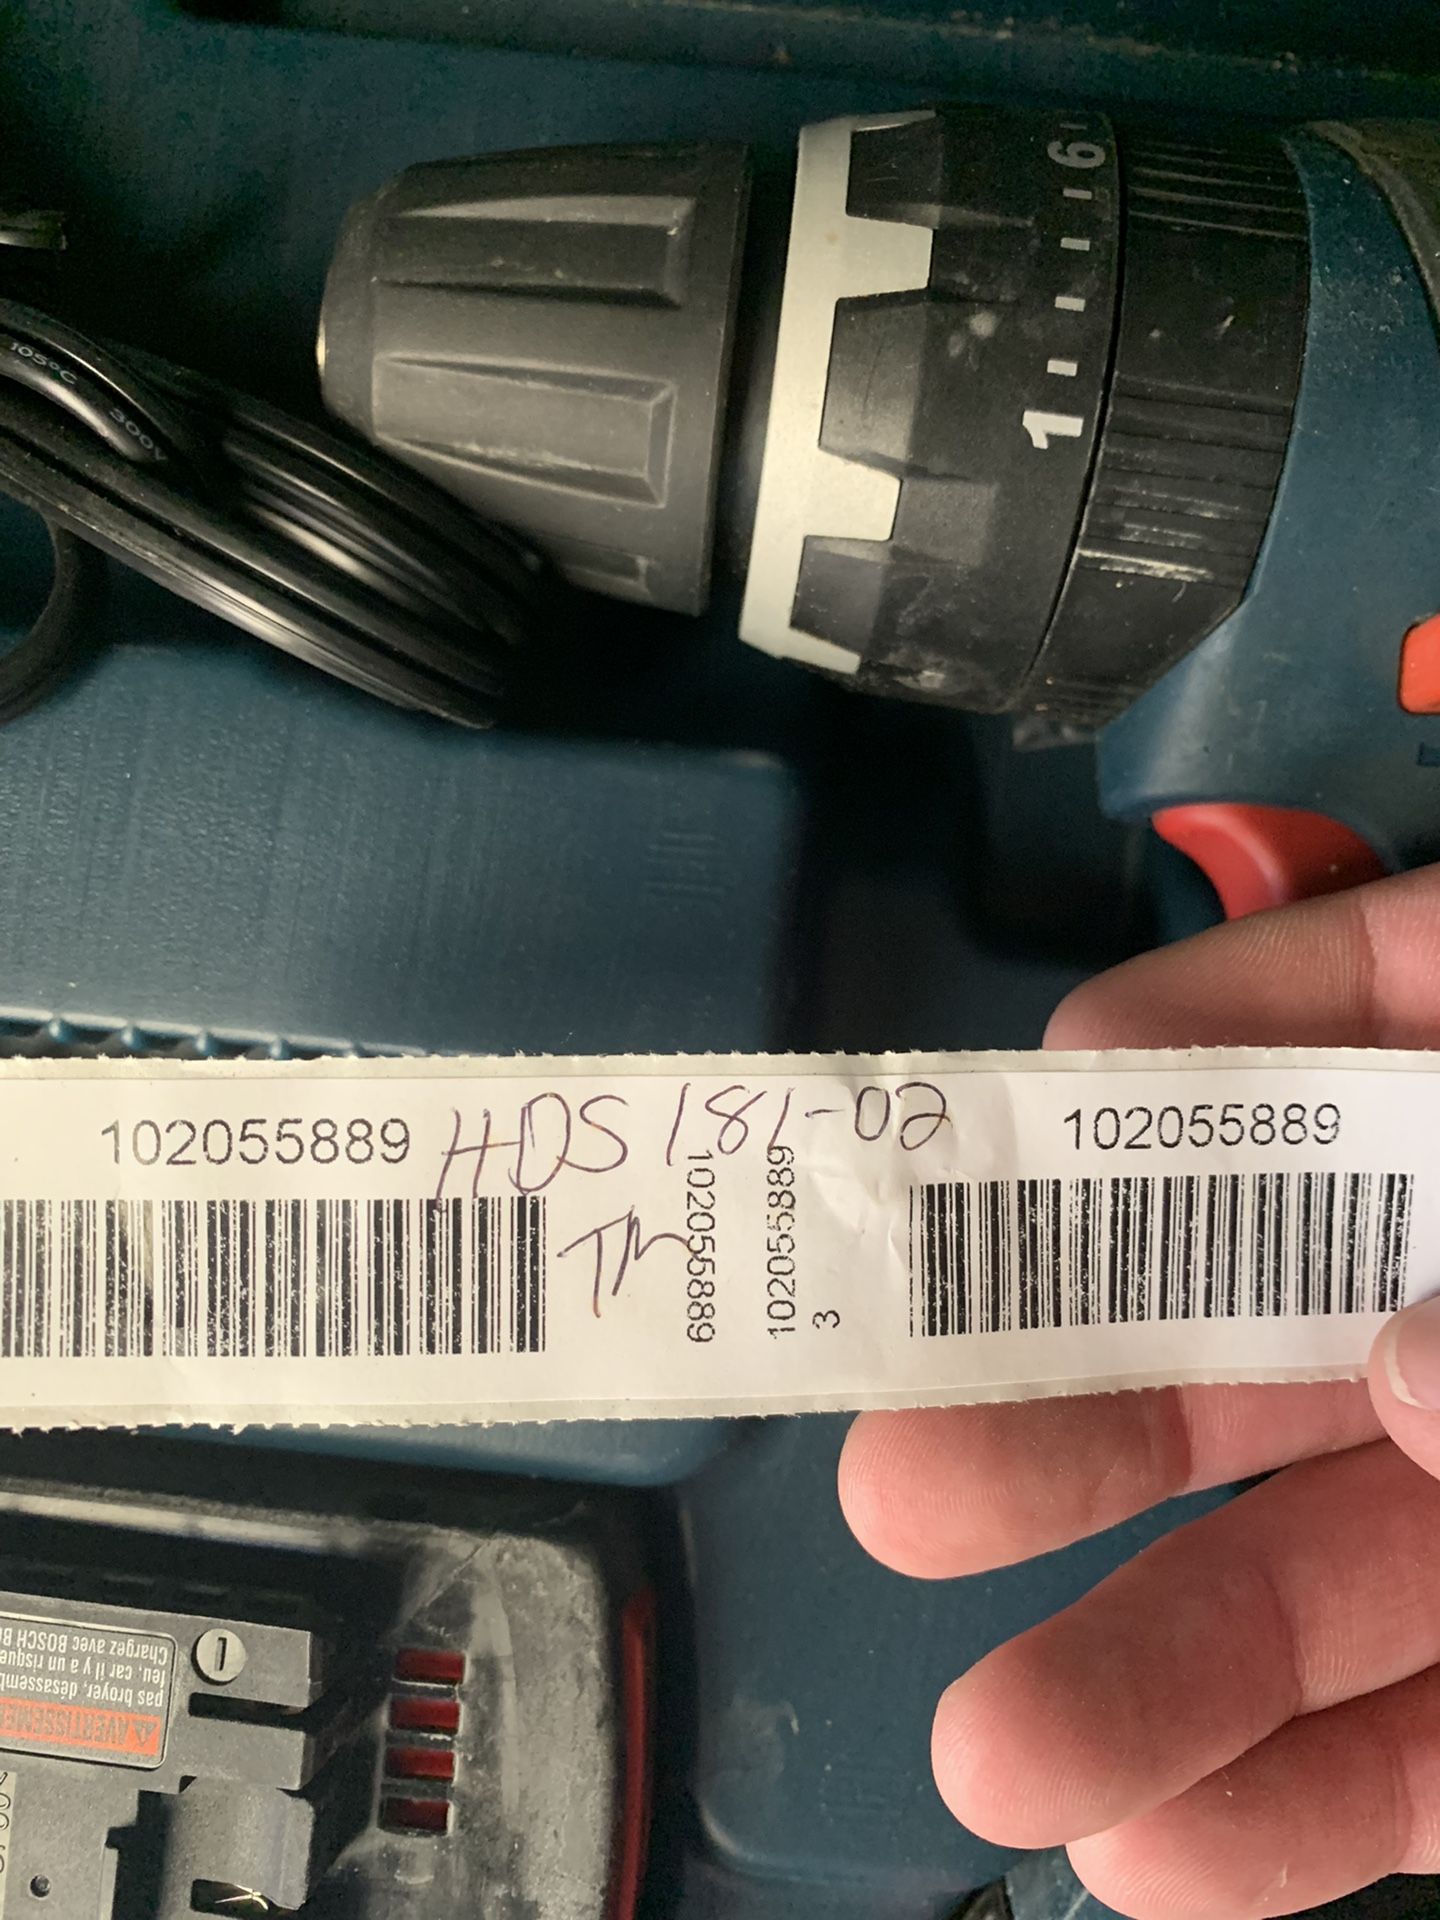 6
1
105°C 300V
102055889
HDS181-02
102055889
TM
102055889
102055889
3
AVERTISSEME
pas broyer, désassemb
feu, car il y a un risque
Chargez avec BOSCH B